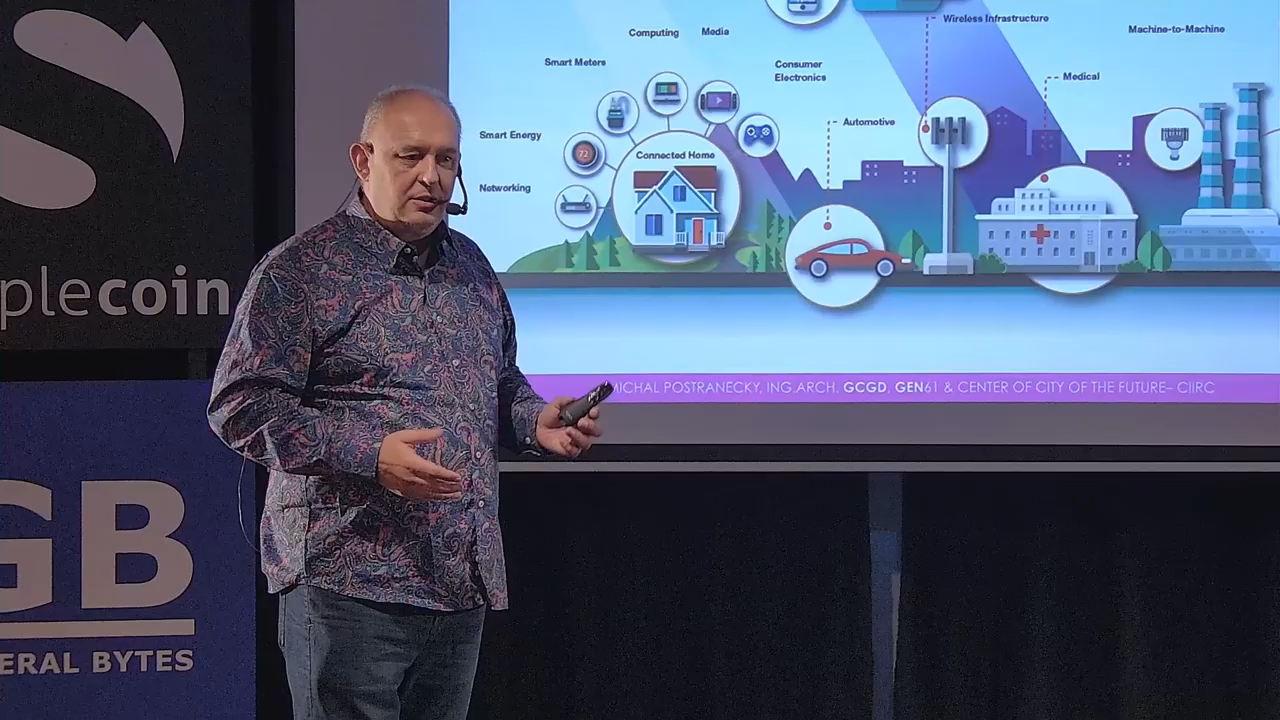 Wireless Infrastructure
Machine-to-Machine
Computing
Media
Smart Meters
Consumer
Electronics
Medical
Automotive
Smart Energy
72
Connected Home
Networking
MICHAL POSTRANECKY, ING.ARCH. GCGD, GEN61 & CENTER OF CITY OF THE FUTURE– CIIRC
plecoin
GB
ERAL BYTES